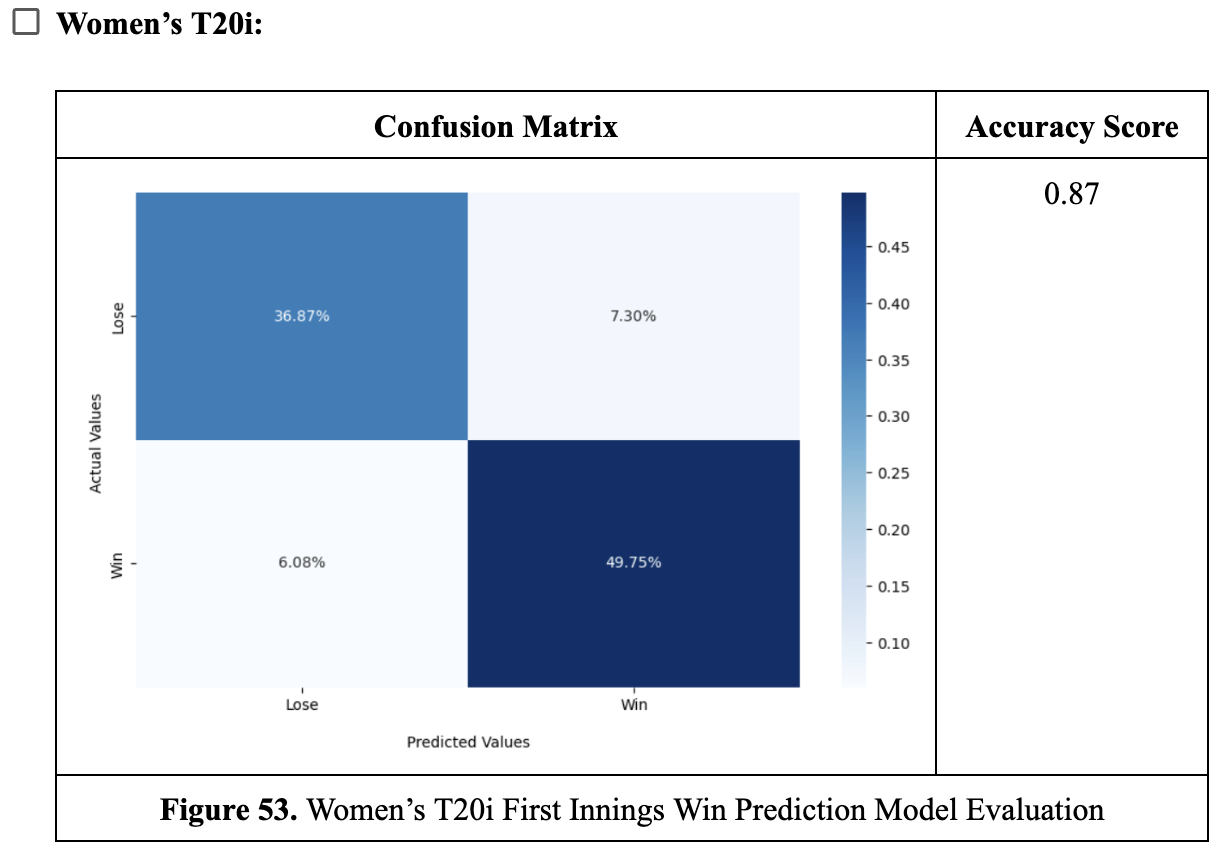 Women’s T20i:
Confusion Matrix
Accuracy Score
0.87
Actual Values
Lose
Win
36.87%
7.30%
6.08%
49.75%
Lose
Win
Predicted Values
0.45
0.40
0.35
0.30
0.25
0.20
0.15
0.10
Figure 53. Women’s T20i First Innings Win Prediction Model Evaluation